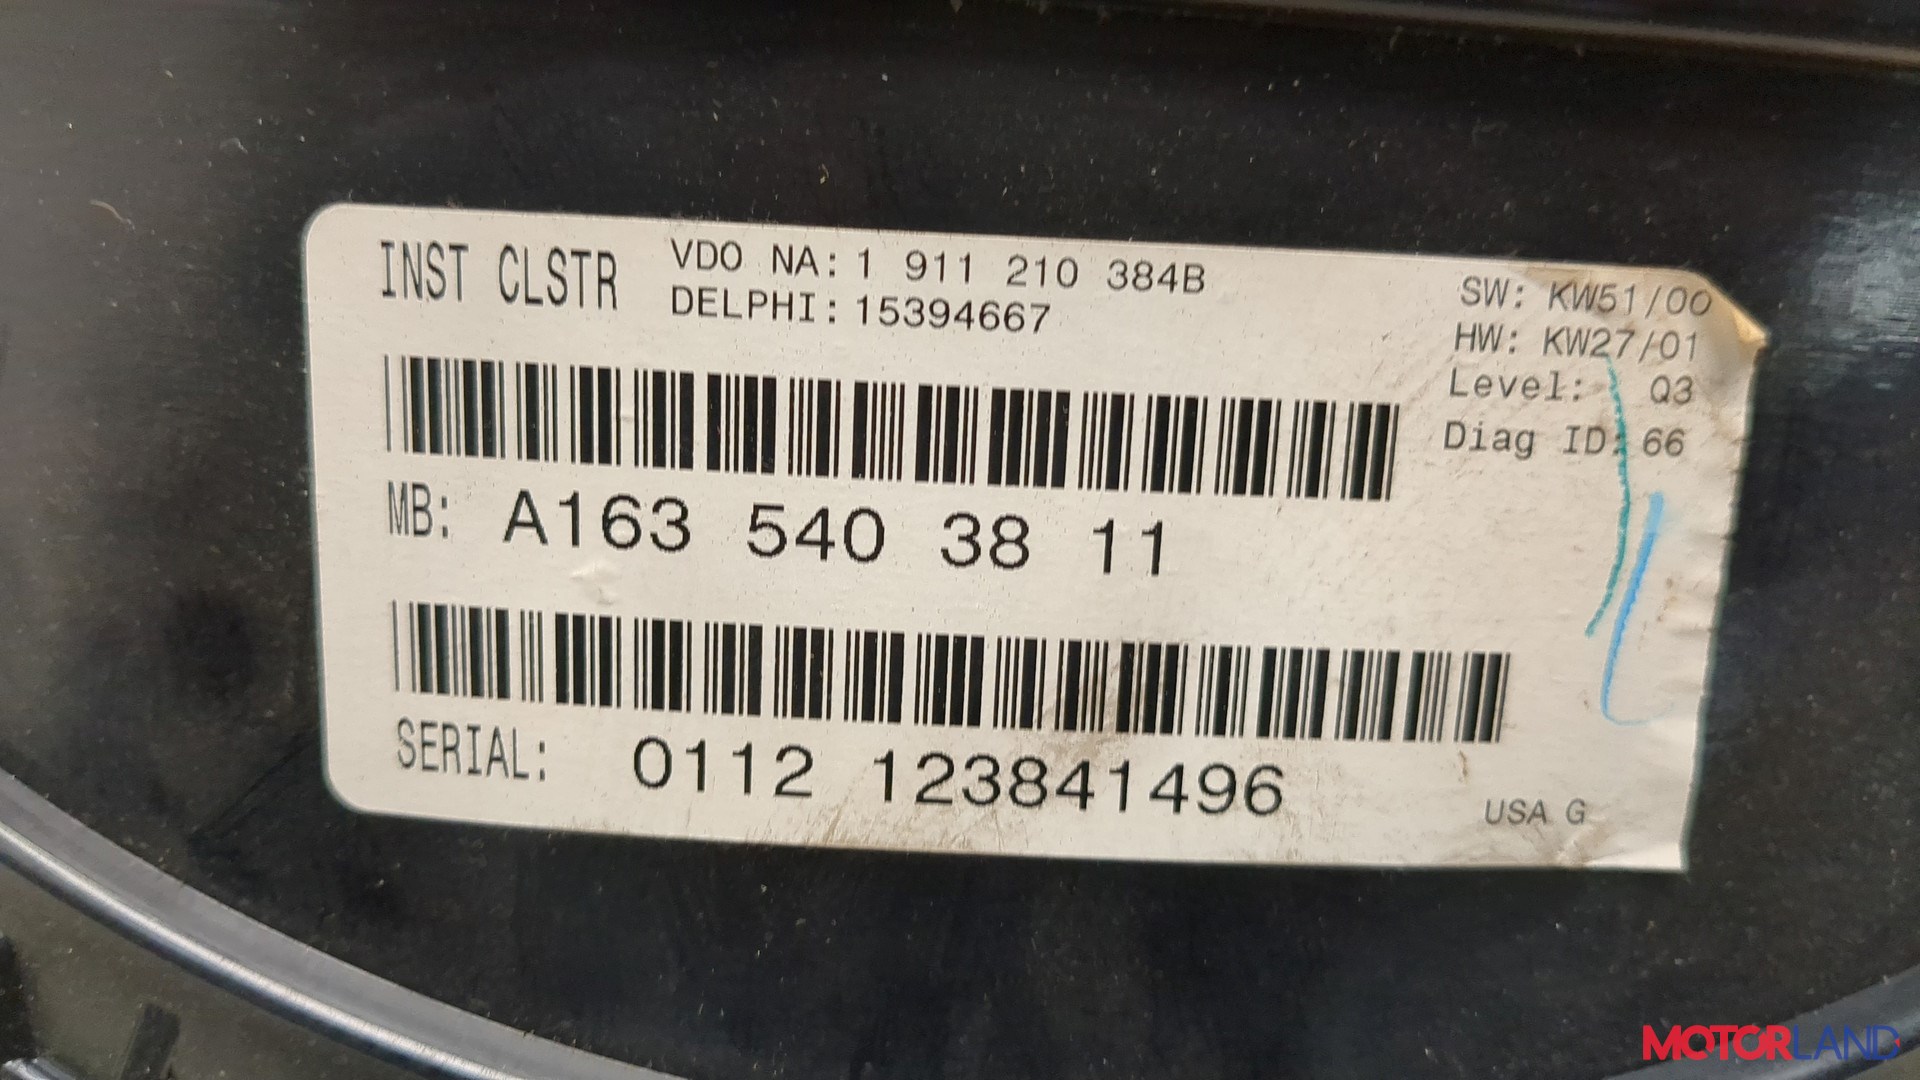 INST CLSTR
VDO NA: 1 911 210 384B
DELPHI: 15394667
SW: KW51/00
HW: KW27/01
Level: Q3
Diag ID: 66
MB: A163 540 38 11
SERIAL: 0112 123841496
USA G
MOTORLAND